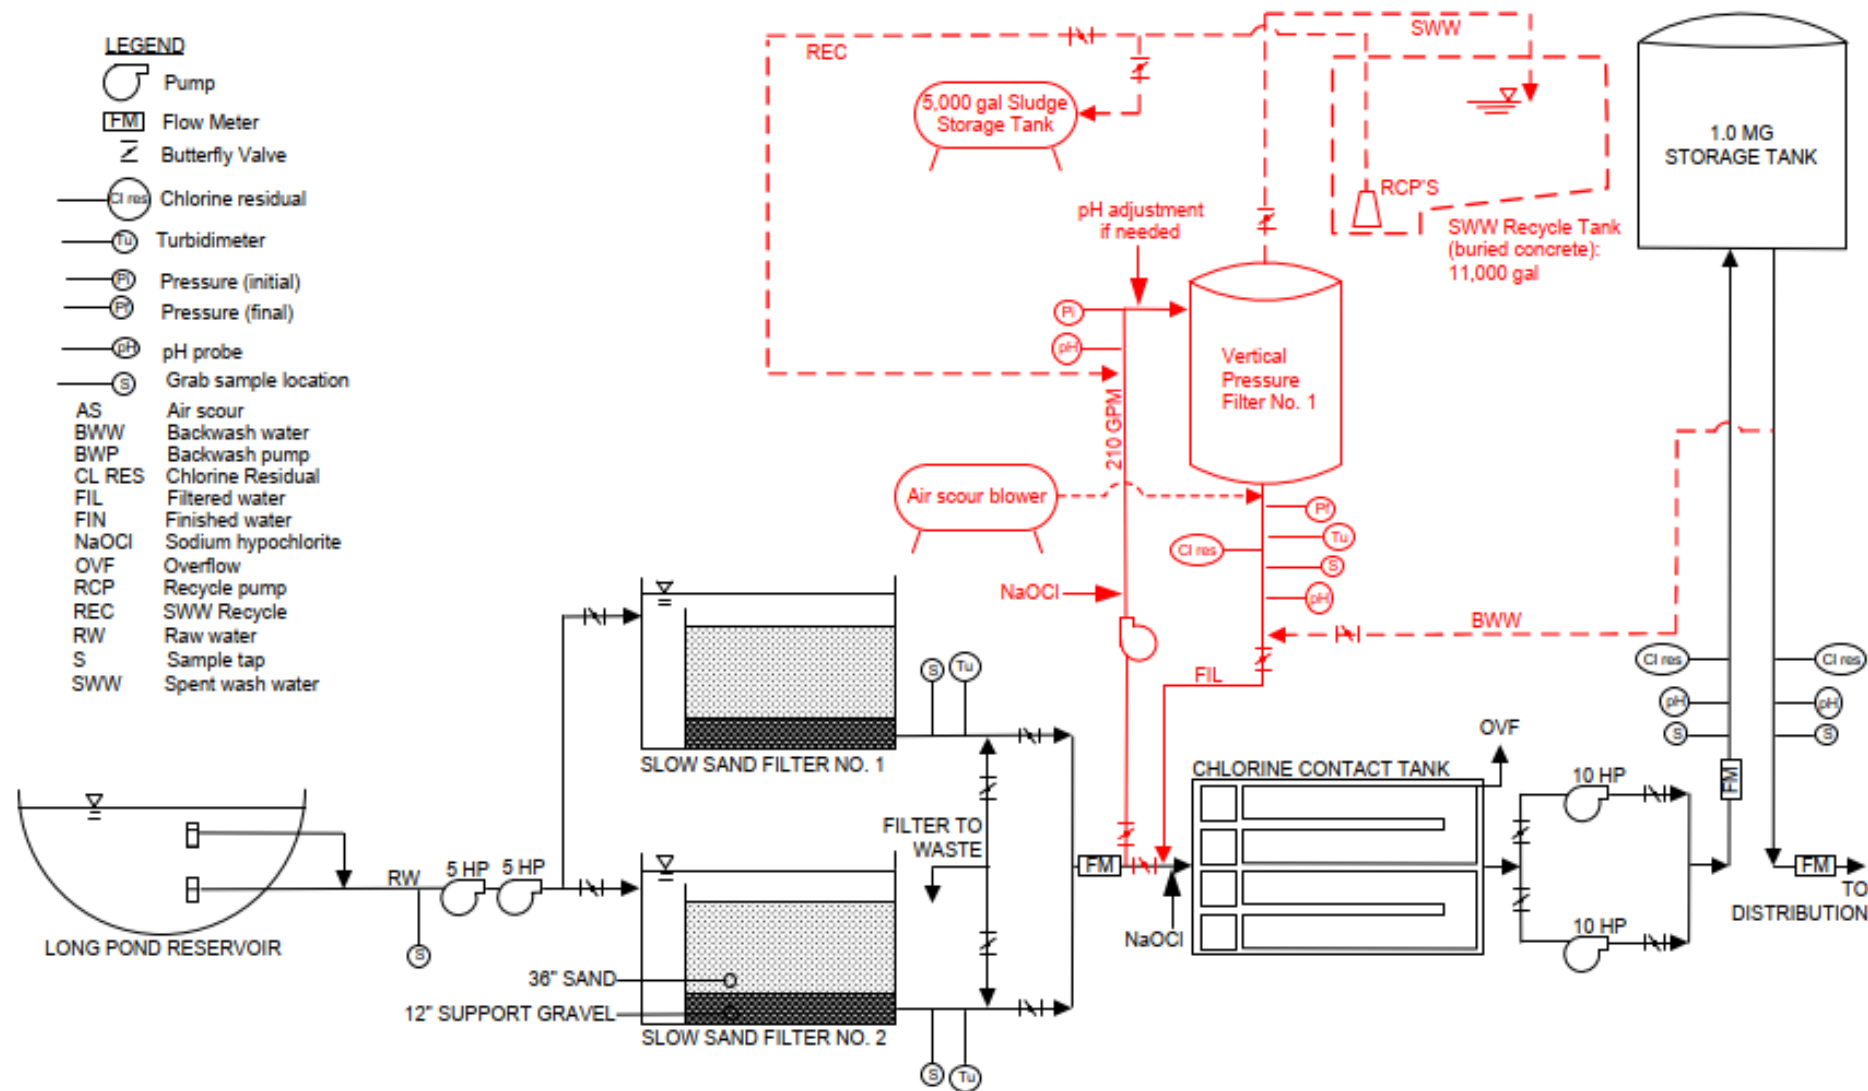 LEGEND
Pump
FM Flow Meter
Butterfly Valve
Cl res Chlorine residual
Tu Turbidimeter
Pi Pressure (initial)
Pf Pressure (final)
pH pH probe
S Grab sample location
AS Air scour
BWW Backwash water
BWP Backwash pump
CL RES Chlorine Residual
FIL Filtered water
FIN Finished water
NaOCl Sodium hypochlorite
OVF Overflow
RCP Recycle pump
REC SWW Recycle
RW Raw water
S Sample tap
SWW Spent wash water
REC
SWW
5,000 gal Sludge
Storage Tank
RCP'S
SWW Recycle Tank
(buried concrete):
11,000 gal
1.0 MG
STORAGE TANK
pH adjustment
if needed
Pi
pH
210 GPM
Vertical
Pressure
Filter No. 1
Air scour blower
Pf
Tu
Cl res
S
pH
NaOCl
BWW
FIL
Cl res
Cl res
pH
pH
S
S
S
Tu
SLOW SAND FILTER NO. 1
OVF
CHLORINE CONTACT TANK
10 HP
FM
FILTER TO
WASTE
FM
FM
TO
DISTRIBUTION
RW
5 HP
5 HP
S
LONG POND RESERVOIR
NaOCl
10 HP
36" SAND
12" SUPPORT GRAVEL
SLOW SAND FILTER NO. 2
S
Tu